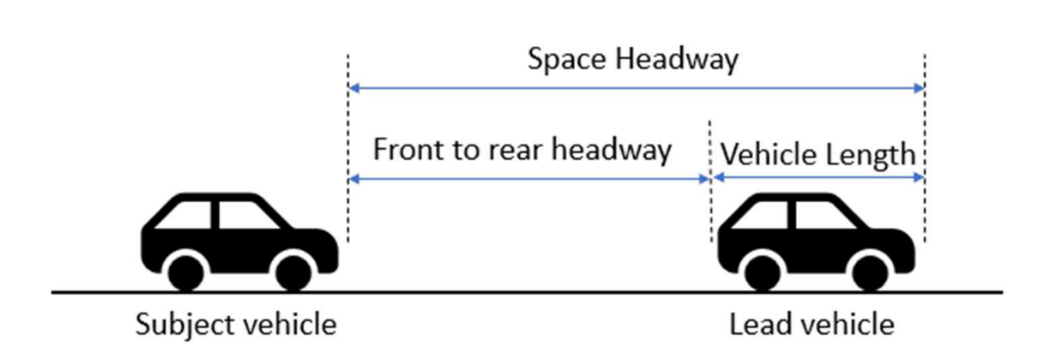 Space Headway
Front to rear headway
Vehicle Length
Subject vehicle
Lead vehicle